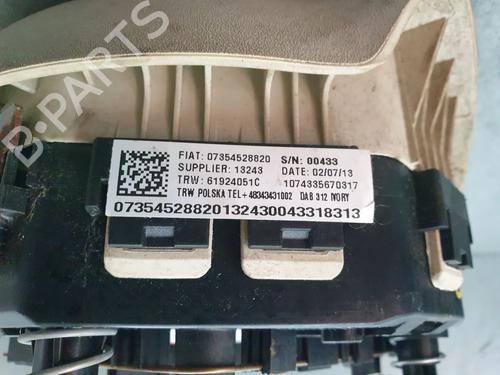 B-PARTS
FIAT: 07354528820 S/N: 00433
SUPPLIER: 13243 DATE: 02/07/13
TRW: 61924051C 1074335670317
TRW POLSKA TEL+48343431002 DAB 312 IVORY
07354528820132430043318313